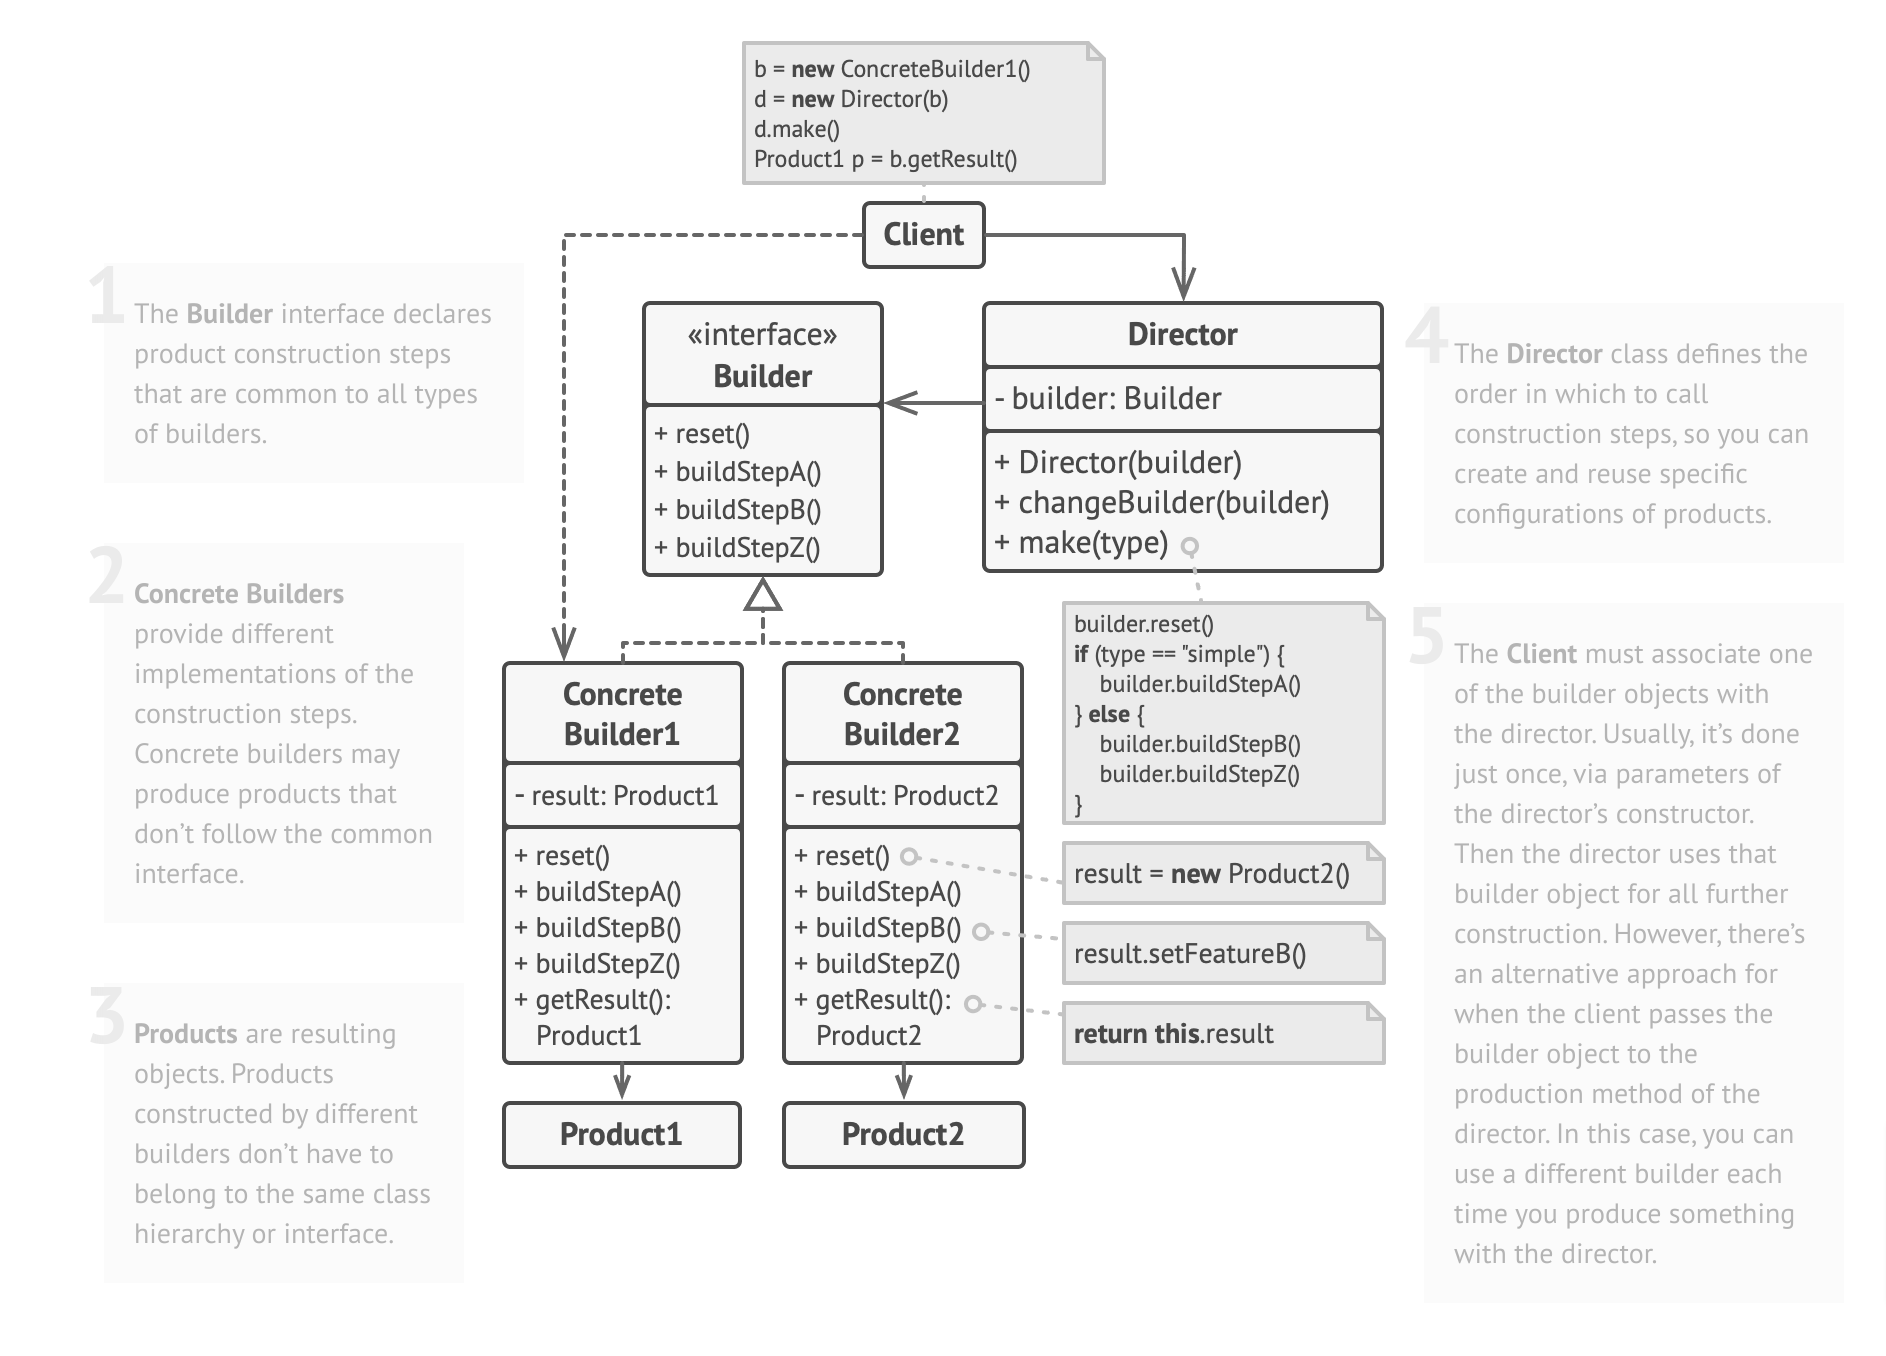 b = new ConcreteBuilder1()
d = new Director(b)
d.make()
Product1 p = b.getResult()
Client
1
The Builder interface declares
product construction steps
that are common to all types
of builders.
«interface»
Builder
+ reset()
+ buildStepA()
+ buildStepB()
+ buildStepZ()
Director
- builder: Builder
+ Director(builder)
+ changeBuilder(builder)
+ make(type)
4
The Director class defines the
order in which to call
construction steps, so you can
create and reuse specific
configurations of products.
2
Concrete Builders
provide different
implementations of the
construction steps.
Concrete builders may
produce products that
don’t follow the common
interface.
builder.reset()
if (type == "simple") {
builder.buildStepA()
} else {
builder.buildStepB()
builder.buildStepZ()
}
Concrete
Builder1
- result: Product1
+ reset()
+ buildStepA()
+ buildStepB()
+ buildStepZ()
+ getResult():
Product1
Concrete
Builder2
- result: Product2
+ reset()
+ buildStepA()
+ buildStepB()
+ buildStepZ()
+ getResult():
Product2
result = new Product2()
result.setFeatureB()
return this.result
3
Products are resulting
objects. Products
constructed by different
builders don’t have to
belong to the same class
hierarchy or interface.
Product1
Product2
5
The Client must associate one
of the builder objects with
the director. Usually, it’s done
just once, via parameters of
the director’s constructor.
Then the director uses that
builder object for all further
construction. However, there’s
an alternative approach for
when the client passes the
builder object to the
production method of the
director. In this case, you can
use a different builder each
time you produce something
with the director.